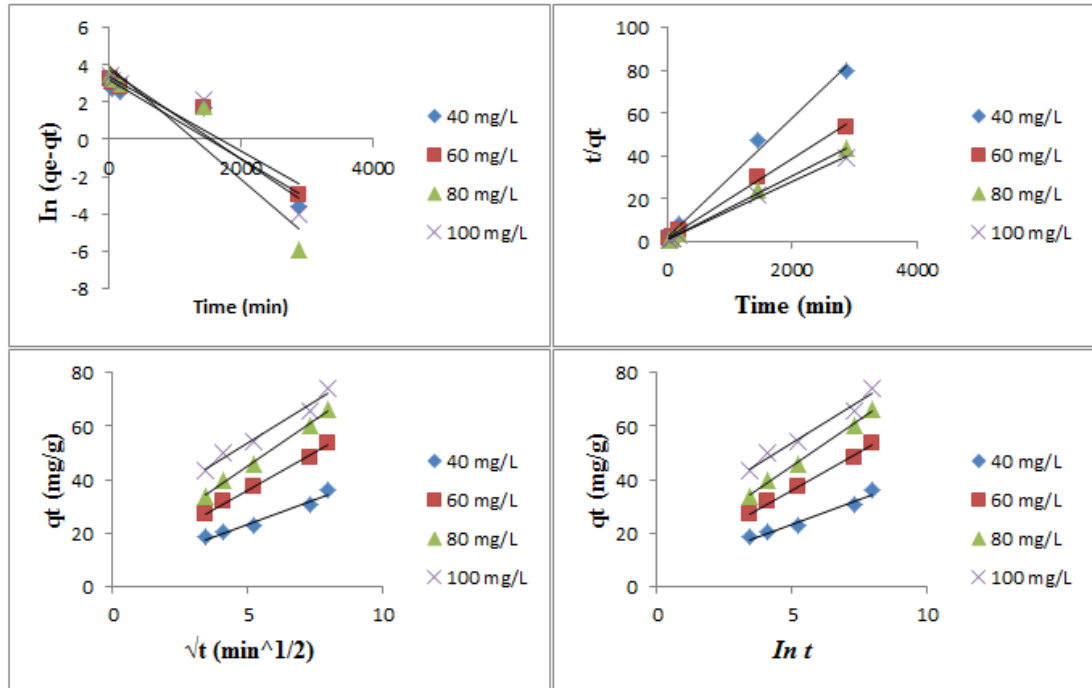 6
4
2
0
-2
-4
-6
-8
0
2000
4000
In (qe-qt)
Time (min)
40 mg/L
60 mg/L
80 mg/L
100 mg/L
100
80
60
40
20
0
0
2000
4000
t/qt
Time (min)
40 mg/L
60 mg/L
80 mg/L
100 mg/L
80
60
40
20
0
0
5
10
qt (mg/g)
√t (min^1/2)
40 mg/L
60 mg/L
80 mg/L
100 mg/L
80
60
40
20
0
0
5
10
qt (mg/g)
In t
40 mg/L
60 mg/L
80 mg/L
100 mg/L